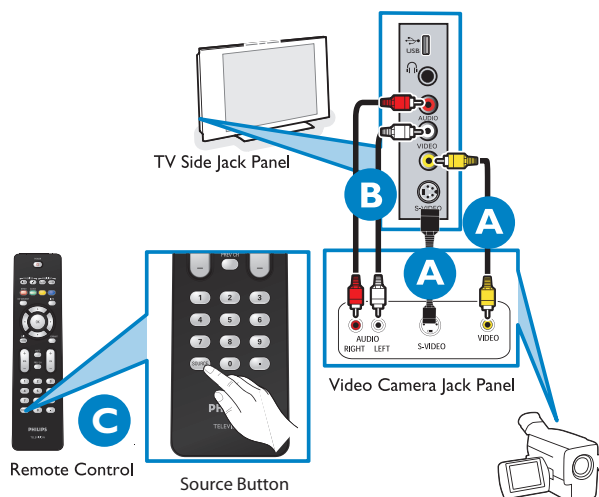 USB
AUDIO
VIDEO
S-VIDEO
TV Side Jack Panel
B
A
A
PREV CH
1 2 3
4 5 6
7 8 9
SOURCE 0 .
TELEV
AUDIO
RIGHT LEFT
S-VIDEO
VIDEO
Video Camera Jack Panel
PHILIPS
C
Remote Control
Source Button